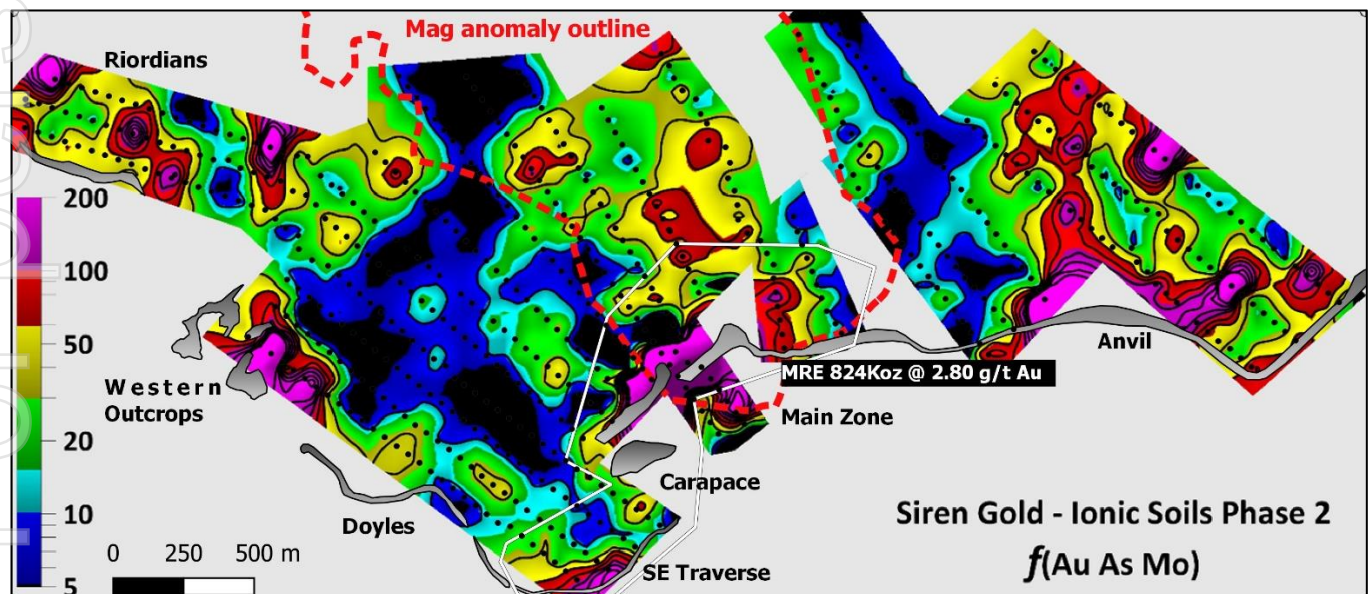 Mag anomaly outline
Riordians
200
100
50
20
10
5
Western
Outcrops
Anvil
MRE 824Koz @ 2.80 g/t Au
Main Zone
Carapace
Doyles
SE Traverse
0 250 500 m
Siren Gold - Ionic Soils Phase 2
f(Au As Mo)